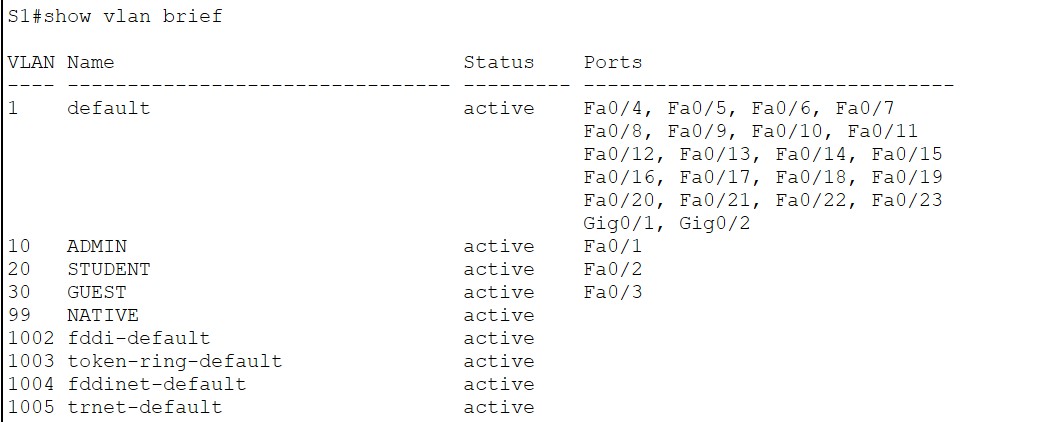 S1#show vlan brief
VLAN Name                             Status    Ports
---- -------------------------------- --------- -------------------------------
1    default                          active    Fa0/4, Fa0/5, Fa0/6, Fa0/7
                                                Fa0/8, Fa0/9, Fa0/10, Fa0/11
                                                Fa0/12, Fa0/13, Fa0/14, Fa0/15
                                                Fa0/16, Fa0/17, Fa0/18, Fa0/19
                                                Fa0/20, Fa0/21, Fa0/22, Fa0/23
                                                Gig0/1, Gig0/2
10   ADMIN                            active    Fa0/1
20   STUDENT                          active    Fa0/2
30   GUEST                            active    Fa0/3
99   NATIVE                           active
1002 fddi-default                     active
1003 token-ring-default               active
1004 fddinet-default                  active
1005 trnet-default                    active